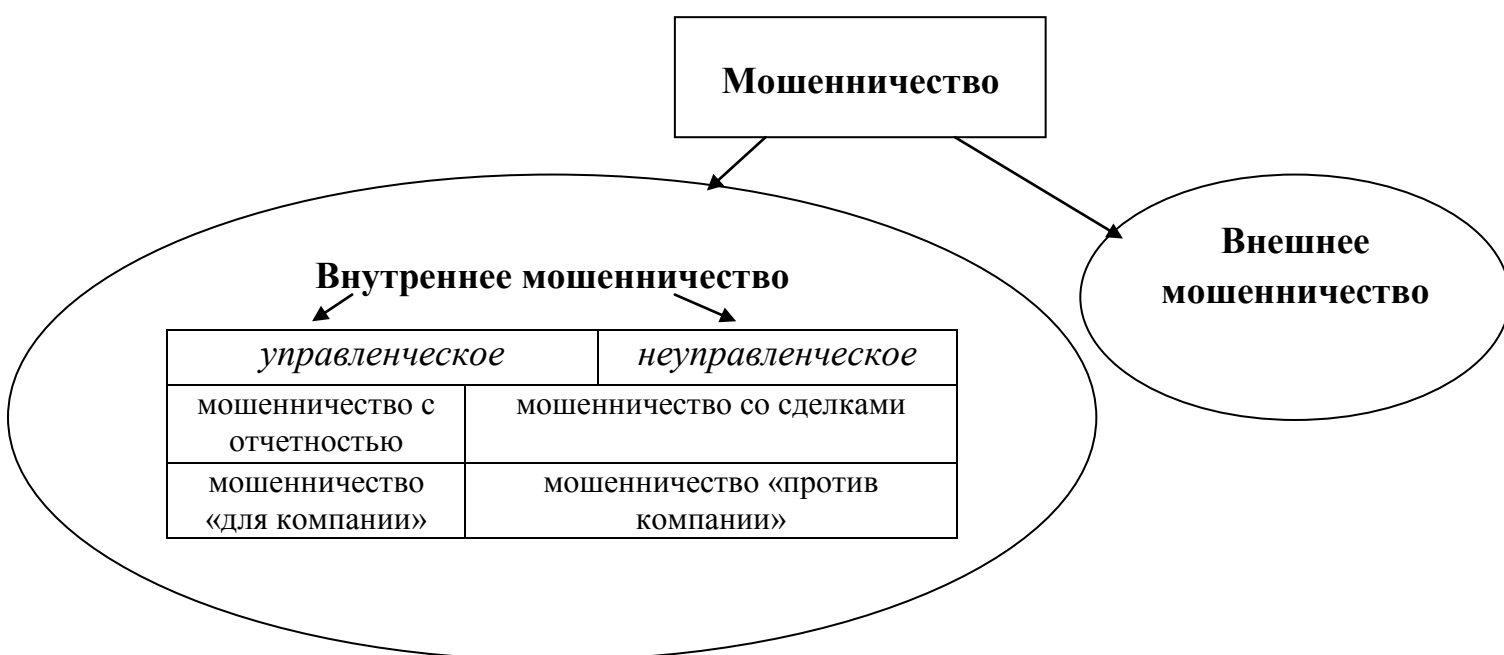 Мошенничество
Внутреннее мошенничество
Внешнее
мошенничество
управленческое
неуправленческое
мошенничество с
отчетностью
мошенничество со сделками
мошенничество
«для компании»
мошенничество «против
компании»